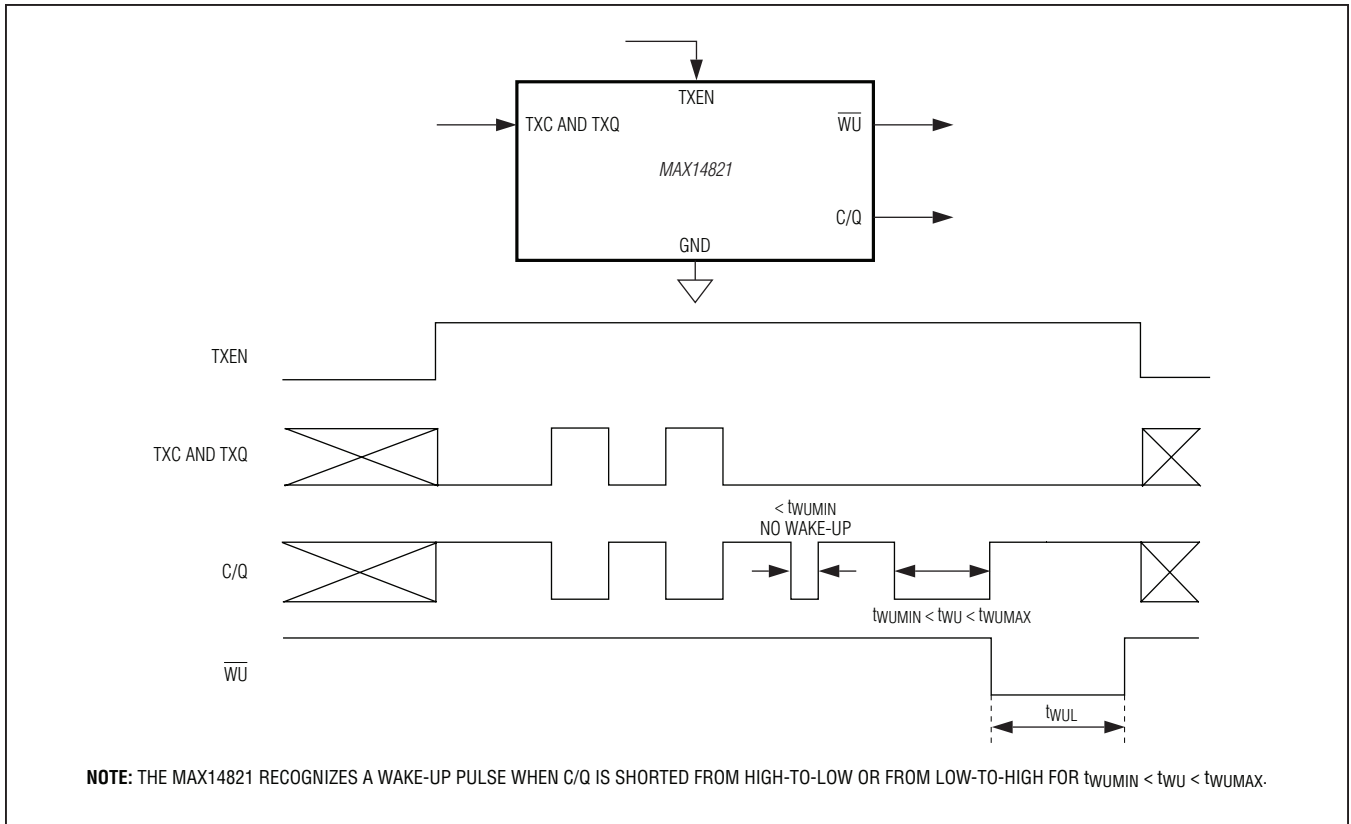 TXEN
TXC AND TXQ
WU
MAX14821
C/Q
GND
TXEN
TXC AND TXQ
< tWUMIN
NO WAKE-UP
C/Q
tWUMIN < tWU < tWUMAX
WU
tWUL
NOTE: THE MAX14821 RECOGNIZES A WAKE-UP PULSE WHEN C/Q IS SHORTED FROM HIGH-TO-LOW OR FROM LOW-TO-HIGH FOR tWUMIN < tWU < tWUMAX.